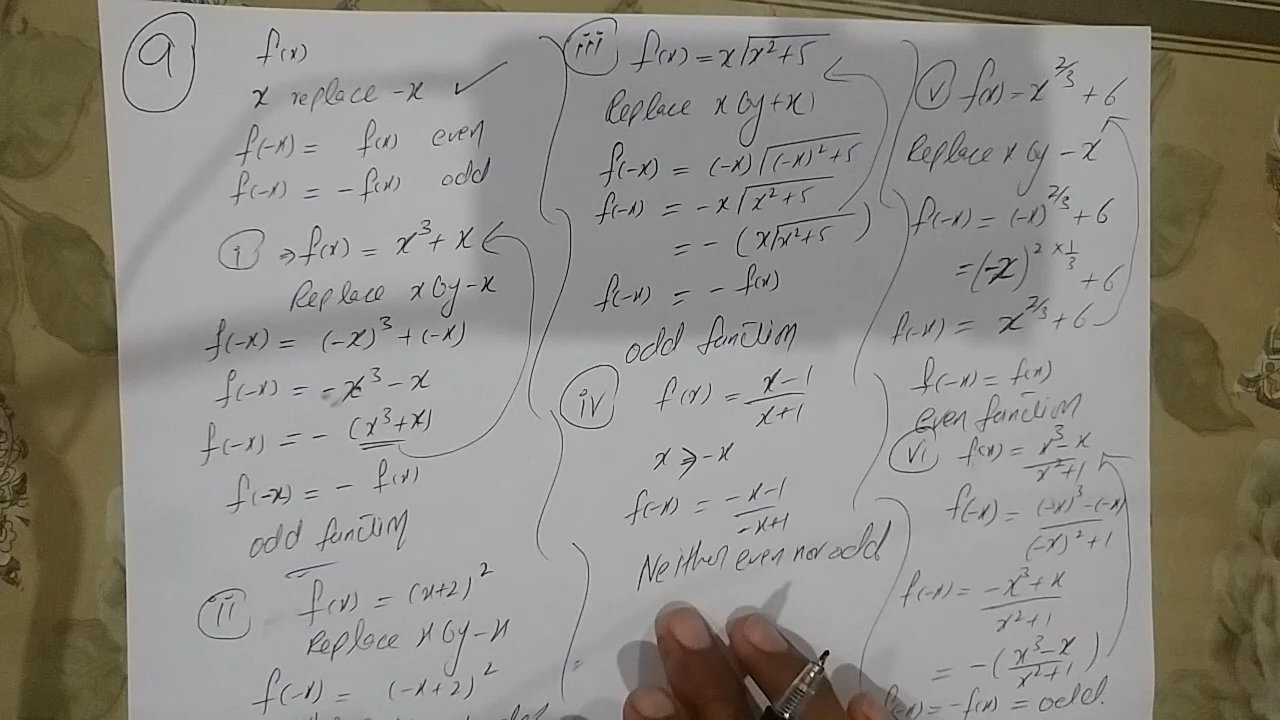 9
f(x)
x replace -x ✓
f(-x) = f(x) even
f(-x) = -f(x) odd
i ⇒ f(x) = x³ + x
Replace x by -x
f(-x) = (-x)³ + (-x)
f(-x) = -x³ - x
f(-x) = - (x³+x)
f(-x) = - f(x)
odd function
ii f(x) = (x+2)²
Replace x by -x
f(-x) = (-x+2)²
iii f(x) = x√x²+5
Replace x by +x)
f(-x) = (-x)√(-x)²+5
f(-x) = -x√x²+5
= - (x√x²+5)
f(-x) = - f(x)
odd function
iv f(x) = x-1/x+1
x ⇒ -x
f(-x) = -x-1/-x+1
Neither even nor odd
v f(x) = x^2/3 + 6
Replace x by -x
f(-x) = (-x)^2/3 + 6
= (-x)^2×1/3 + 6
f(-x) = x^2/3 + 6
f(-x) = f(x)
even function
vi f(x) = x³-x/x²+1
f(-x) = (-x)³-(-x)/(-x)²+1
f(-x) = -x³+x/x²+1
= -(x³-x/x²+1)
f(-x) = -f(x) = odd.